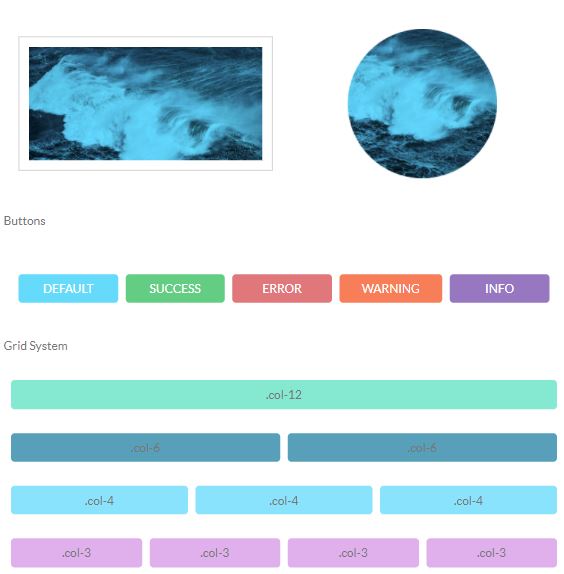 Buttons
DEFAULT SUCCESS ERROR WARNING INFO
Grid System
.col-12
.col-6 .col-6
.col-4 .col-4 .col-4
.col-3 .col-3 .col-3 .col-3